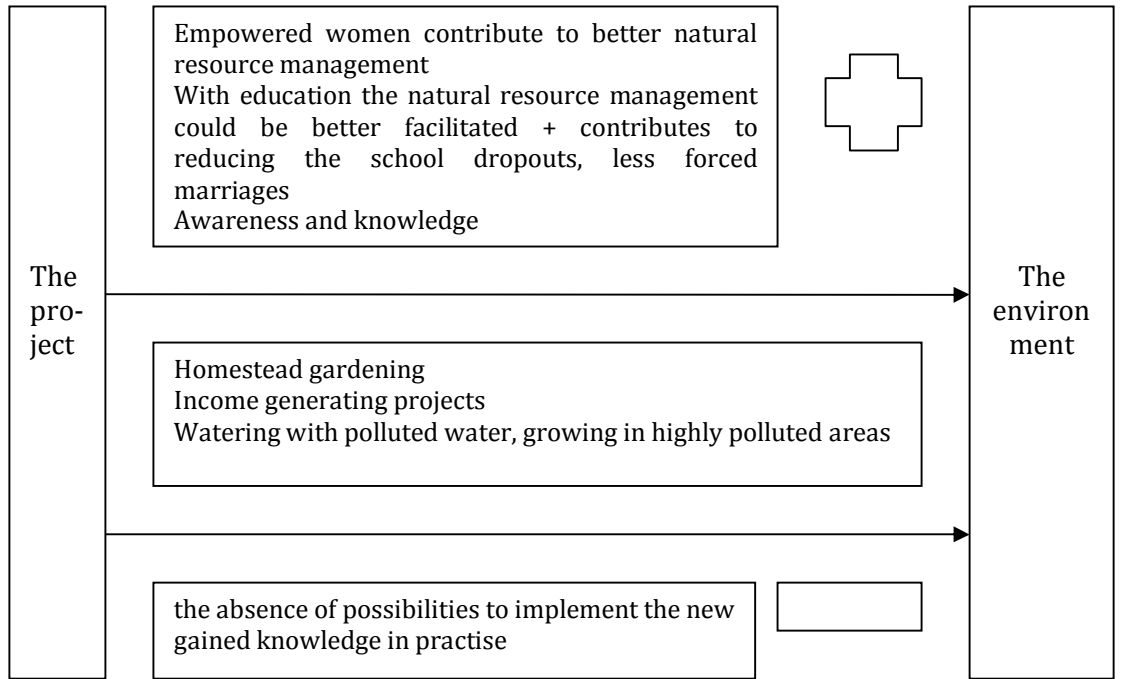 Empowered women contribute to better natural
resource management
With education the natural resource management
could be better facilitated + contributes to
reducing the school dropouts, less forced
marriages
Awareness and knowledge
The
pro-
ject
The
environ
ment
Homestead gardening
Income generating projects
Watering with polluted water, growing in highly polluted areas
the absence of possibilities to implement the new
gained knowledge in practise